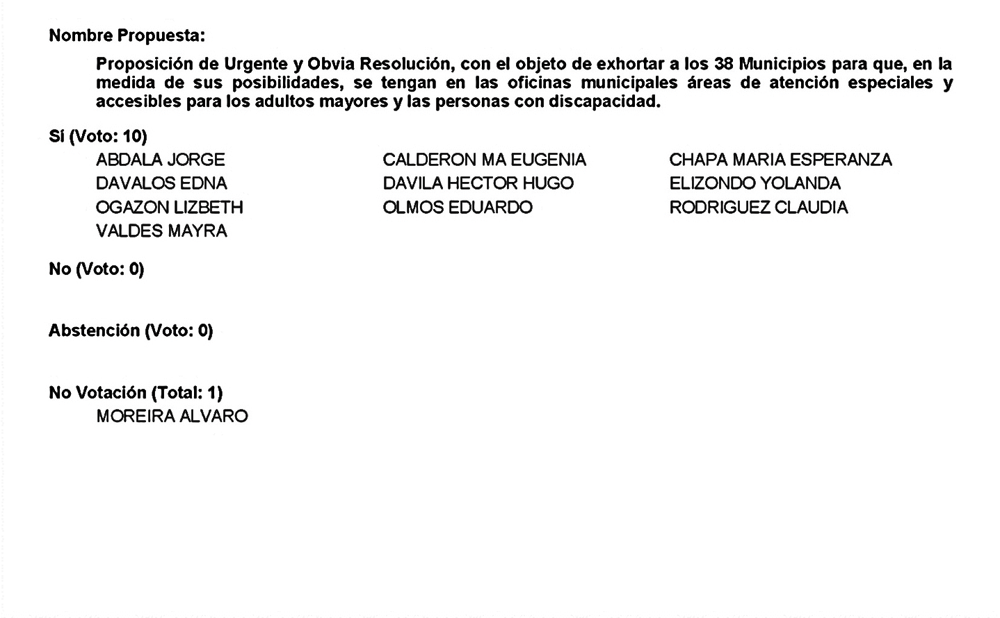 Nombre Propuesta:
Proposición de Urgente y Obvia Resolución, con el objeto de exhortar a los 38 Municipios para que, en la
medida de sus posibilidades, se tengan en las oficinas municipales áreas de atención especiales y
accesibles para los adultos mayores y las personas con discapacidad.
Sí (Voto: 10)
ABDALA JORGE CALDERON MA EUGENIA CHAPA MARIA ESPERANZA
DAVALOS EDNA DAVILA HECTOR HUGO ELIZONDO YOLANDA
OGAZON LIZBETH OLMOS EDUARDO RODRIGUEZ CLAUDIA
VALDES MAYRA
No (Voto: 0)
Abstención (Voto: 0)
No Votación (Total: 1)
MOREIRA ALVARO